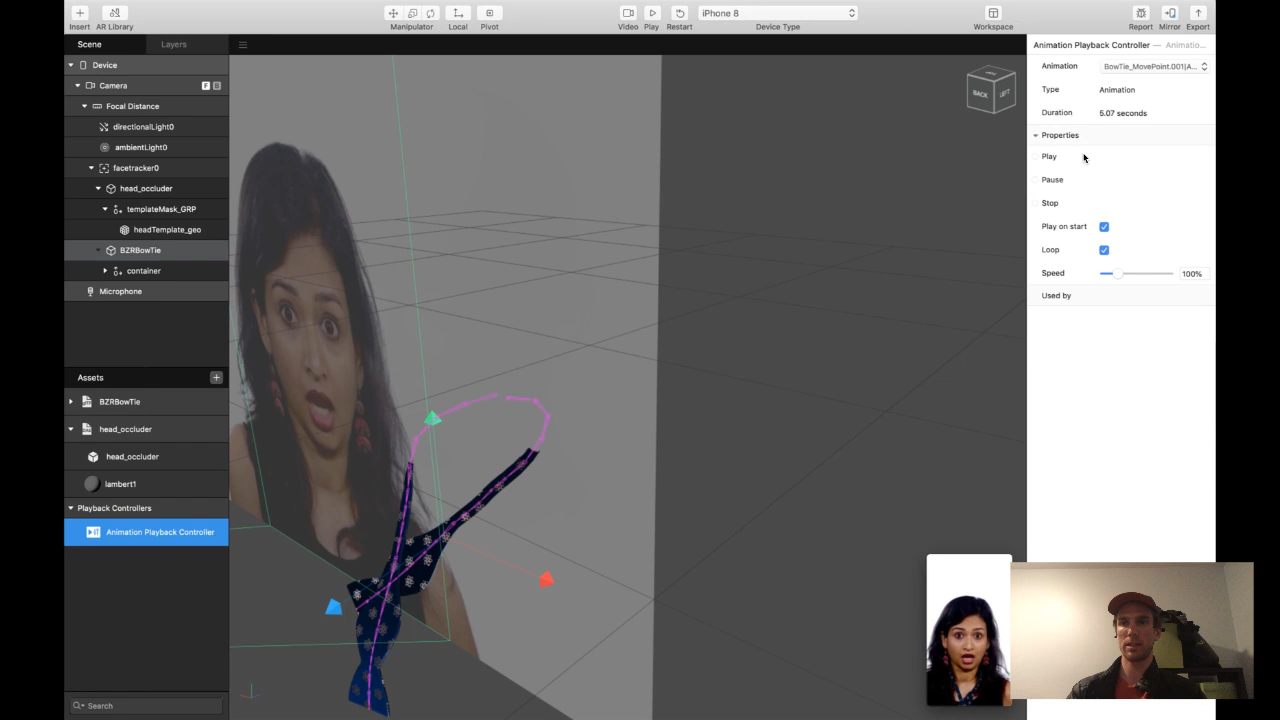 Insert
AR Library
Manipulator
Local
Pivot
Video
Play
Restart
iPhone 8
Device Type
Workspace
Report
Mirror
Export
Scene
Layers
Device
Camera
F
Focal Distance
directionalLight0
ambientLight0
facetracker0
head_occluder
templateMask_GRP
headTemplate_geo
BZRBowTie
container
Microphone
Assets
BZRBowTie
head_occluder
head_occluder
lambert1
Playback Controllers
Animation Playback Controller
Search
BACK
LEFT
Animation Playback Controller — Animatio...
Animation BowTie_MovePoint.001|A...
Type Animation
Duration 5.07 seconds
Properties
Play
Pause
Stop
Play on start
Loop
Speed 100%
Used by